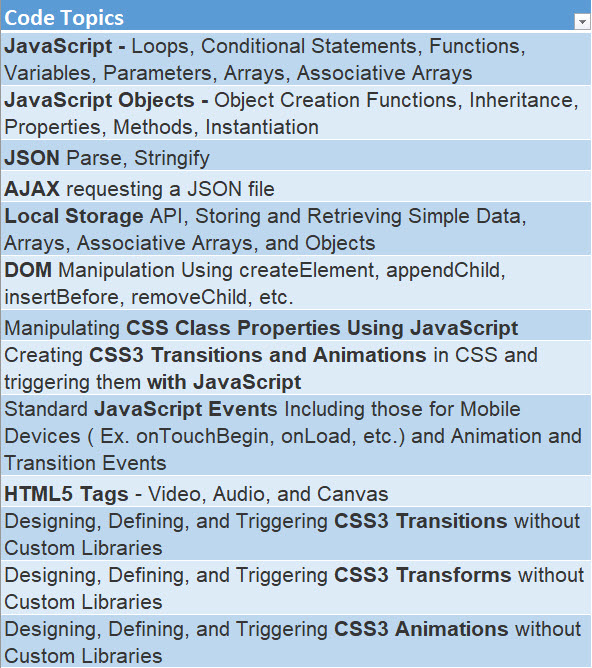 Code Topics
JavaScript - Loops, Conditional Statements, Functions,
Variables, Parameters, Arrays, Associative Arrays
JavaScript Objects - Object Creation Functions, Inheritance,
Properties, Methods, Instantiation
JSON Parse, Stringify
AJAX requesting a JSON file
Local Storage API, Storing and Retrieving Simple Data,
Arrays, Associative Arrays, and Objects
DOM Manipulation Using createElement, appendChild,
insertBefore, removeChild, etc.
Manipulating CSS Class Properties Using JavaScript
Creating CSS3 Transitions and Animations in CSS and
triggering them with JavaScript
Standard JavaScript Events Including those for Mobile
Devices ( Ex. onTouchBegin, onLoad, etc.) and Animation and
Transition Events
HTML5 Tags - Video, Audio, and Canvas
Designing, Defining, and Triggering CSS3 Transitions without
Custom Libraries
Designing, Defining, and Triggering CSS3 Transforms without
Custom Libraries
Designing, Defining, and Triggering CSS3 Animations without
Custom Libraries